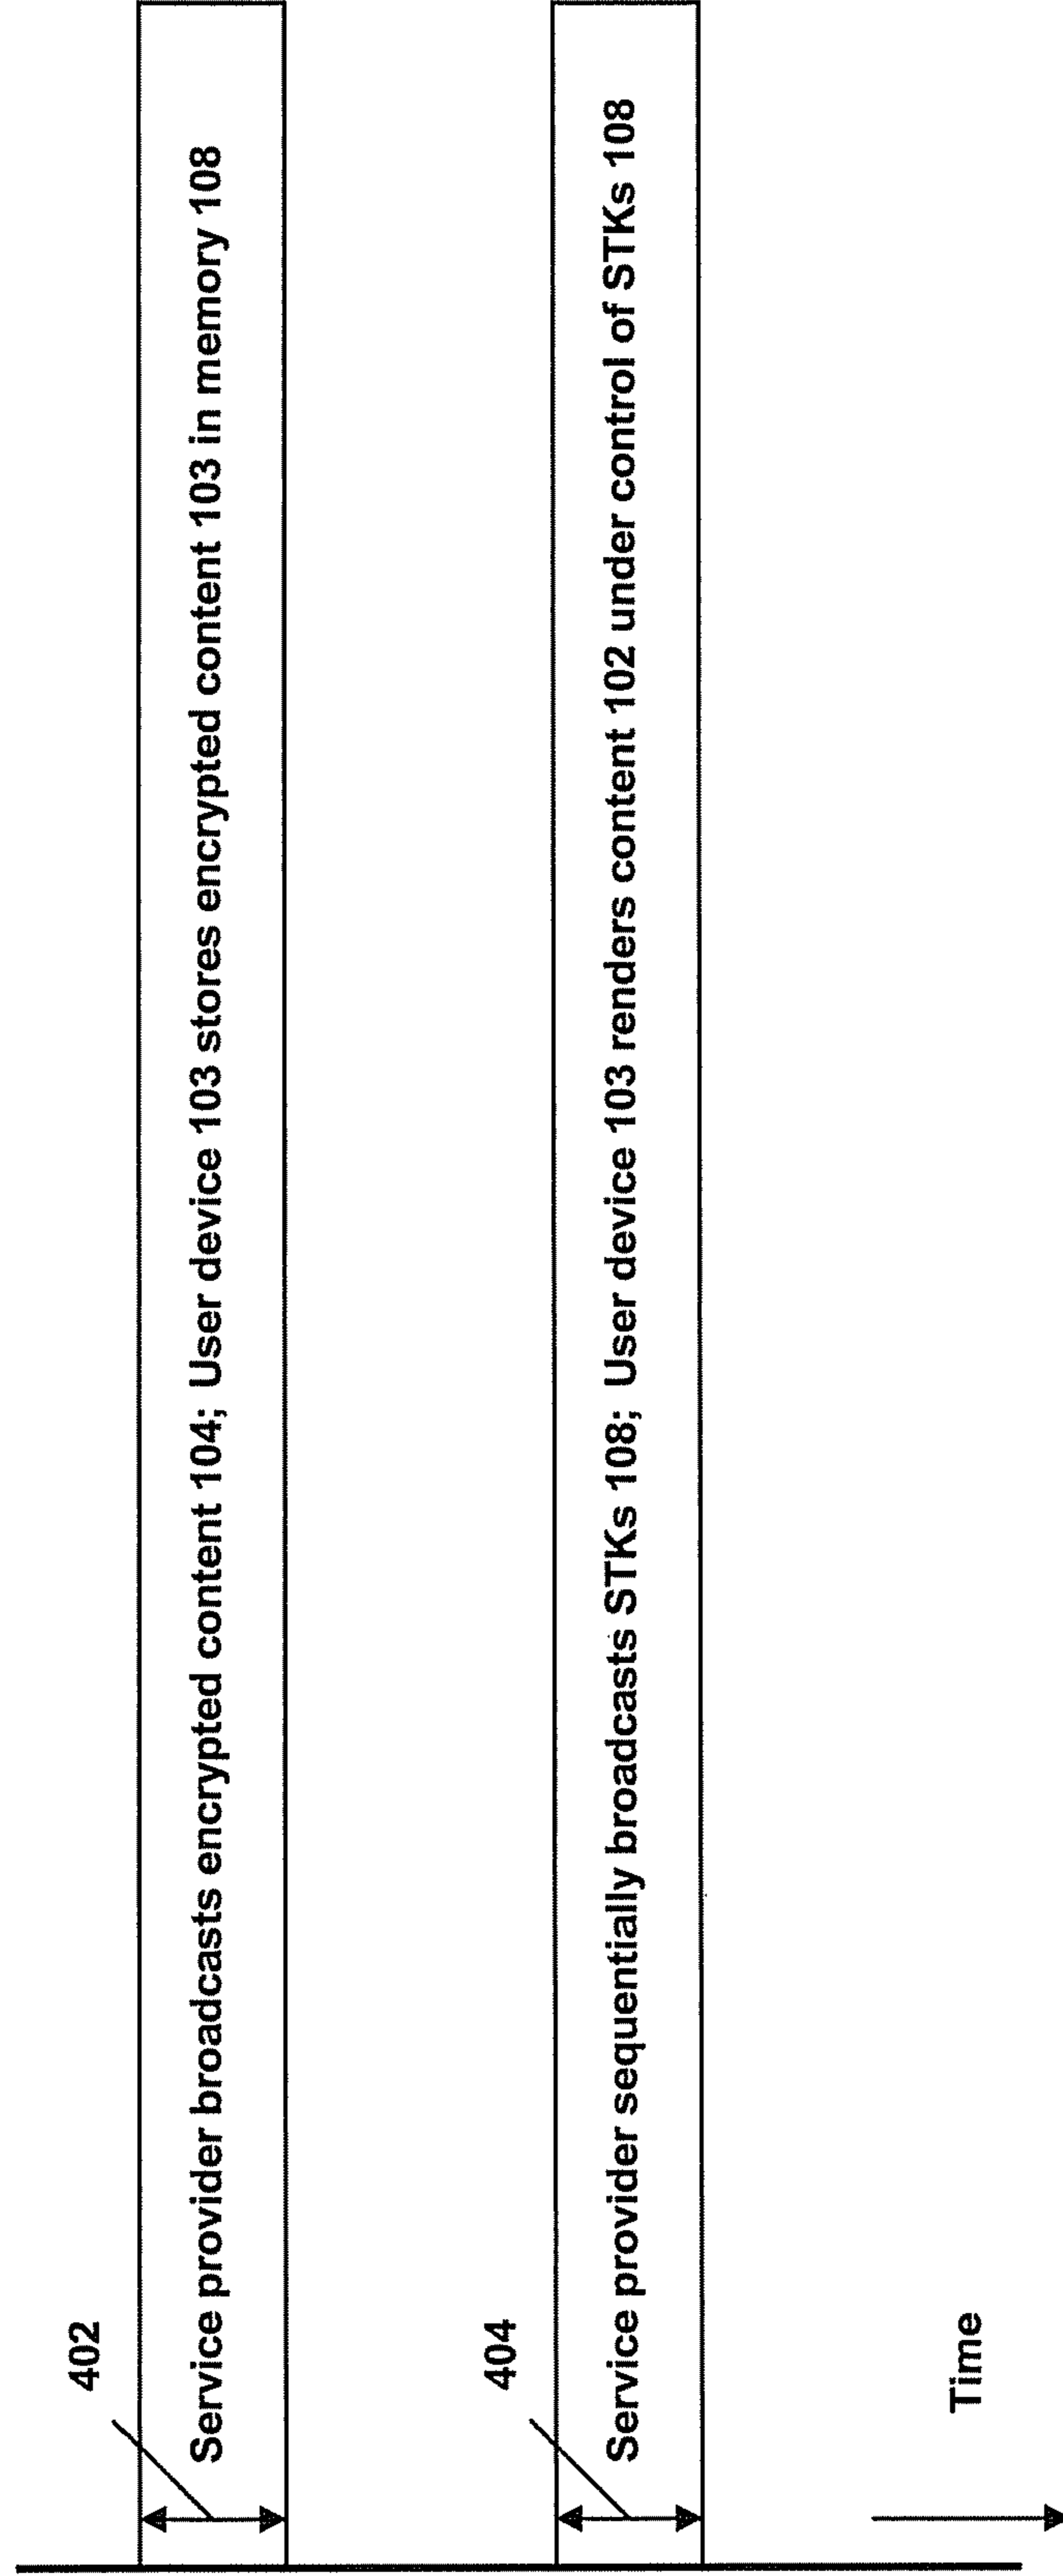 402
Service provider broadcasts encrypted content 104; User device 103 stores encrypted content 103 in memory 108
404
Service provider sequentially broadcasts STKs 108; User device 103 renders content 102 under control of STKs 108
Time